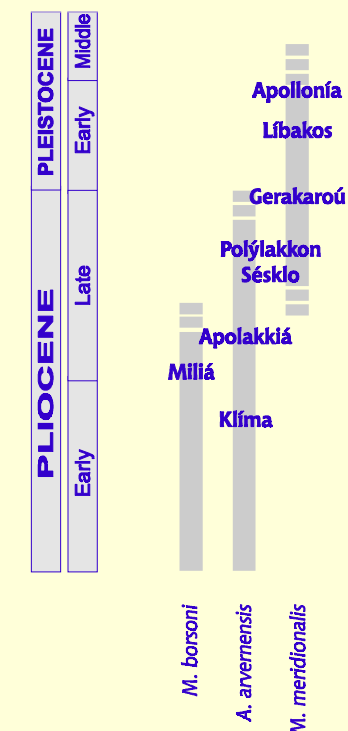 PLEISTOCENE
Middle
Early
PLIOCENE
Late
Early
Apollonía
Líbakos
Gerakaroú
Polýlakkon
Sésklo
Apolakkiá
Miliá
Klíma
M. borsoni
A. arvernensis
M. meridionalis